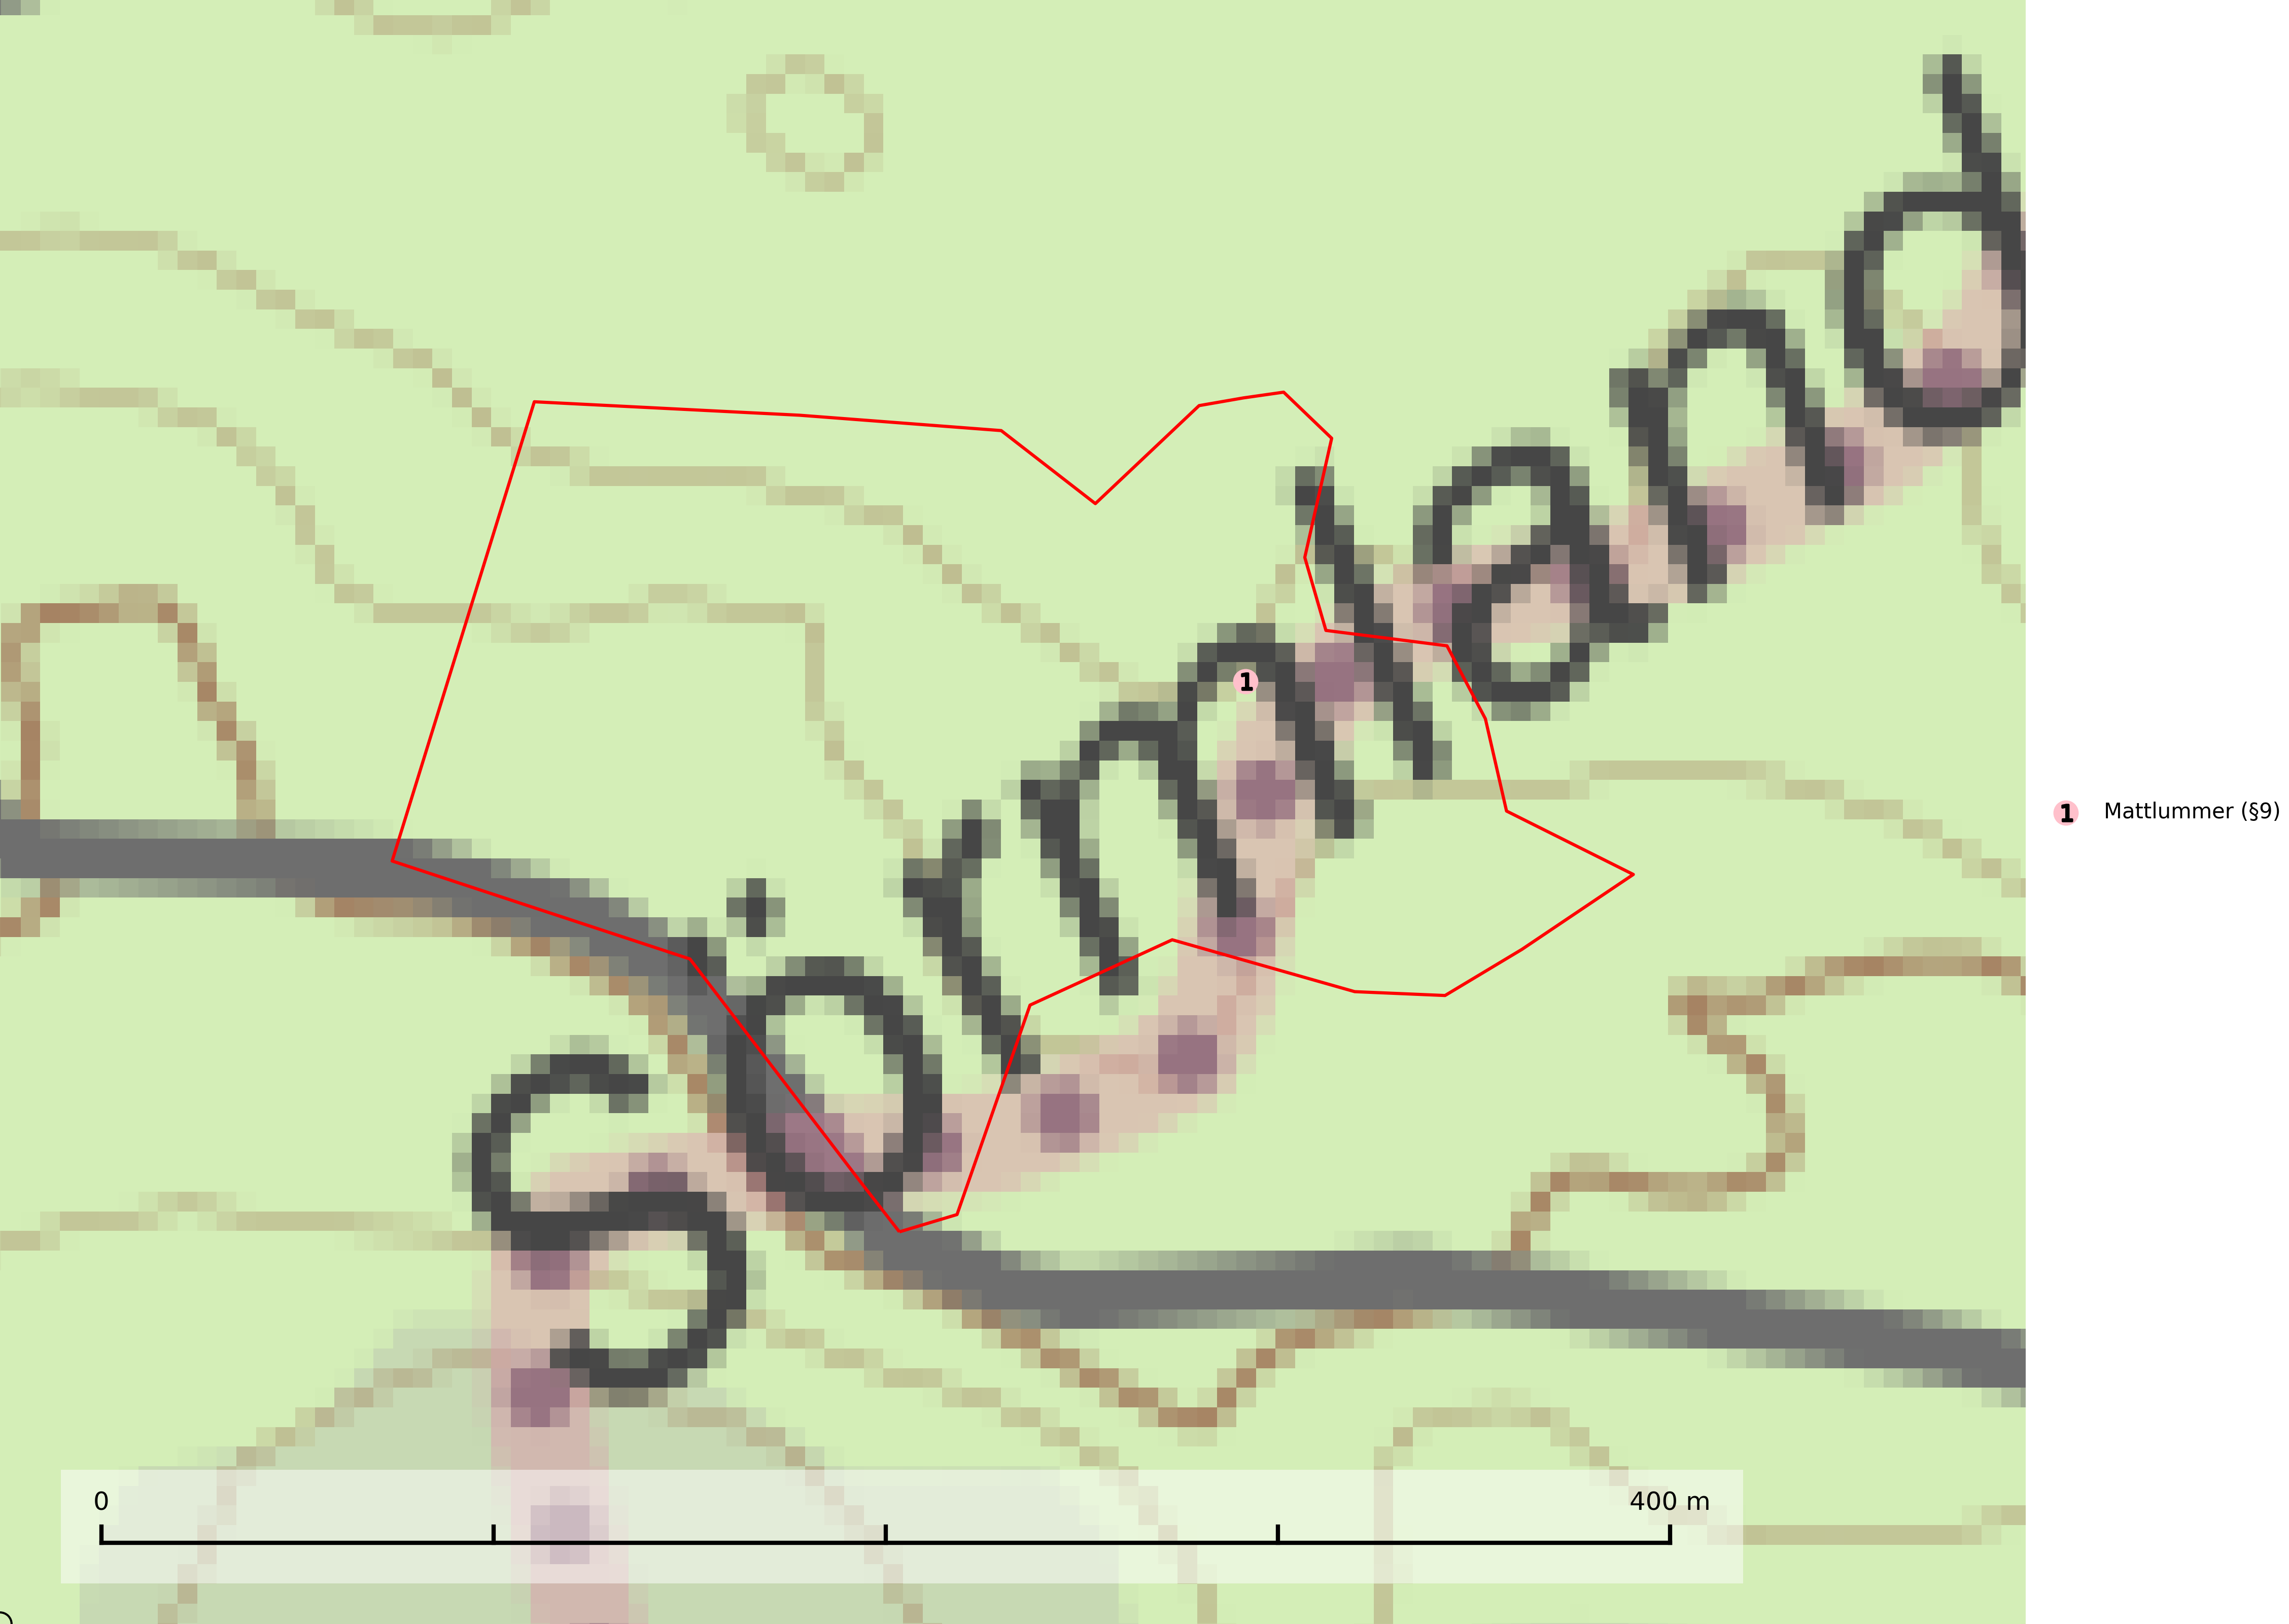 Sörmland
1
1 Mattlummer (§9)
0 400 m